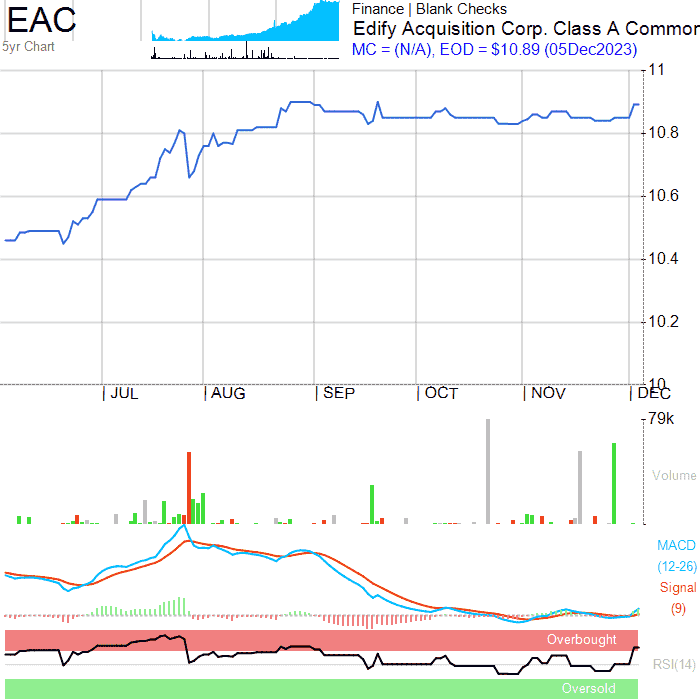 EAC
5yr Chart
Finance | Blank Checks
Edify Acquisition Corp. Class A Common
MC = (N/A), EOD = $10.89 (05Dec2023)
11
10.8
10.6
10.4
10.2
10
JUL
AUG
SEP
OCT
NOV
DEC
79k
Volume
MACD
(12-26)
Signal
(9)
Overbought
RSI(14)
Oversold